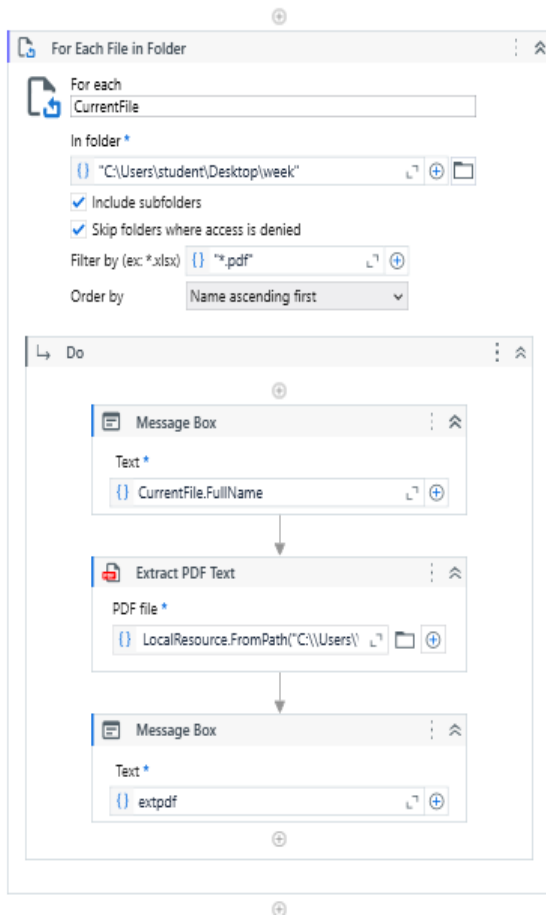 For Each File in Folder
For each
CurrentFile
In folder *
{} "C:\Users\student\Desktop\week"
Include subfolders
Skip folders where access is denied
Filter by (ex: *.xlsx) {} "*.pdf"
Order by Name ascending first
Do
Message Box
Text *
{} CurrentFile.FullName
Extract PDF Text
PDF file *
{} LocalResource.FromPath("C:\\Users\'
Message Box
Text *
{} extpdf